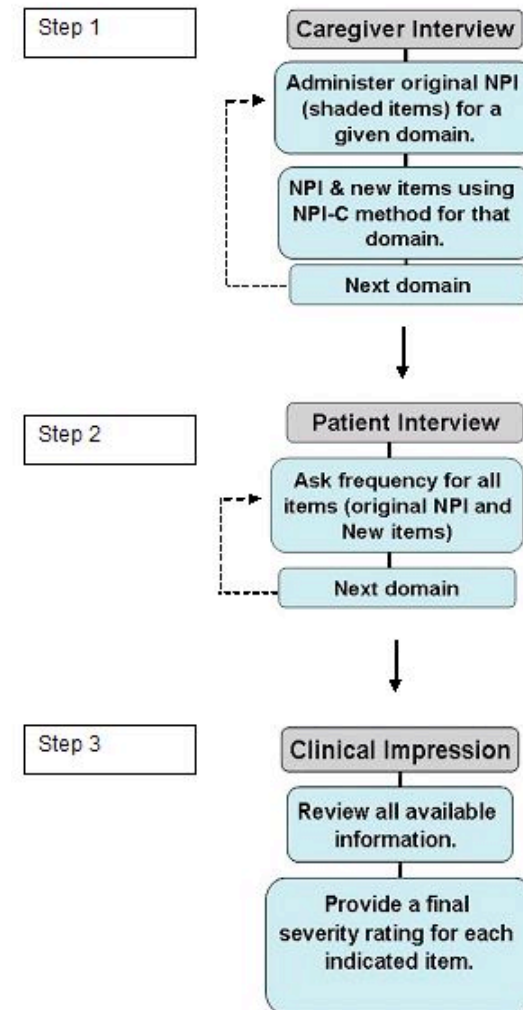 Step 1
Caregiver Interview
Administer original NPI
(shaded items) for a
given domain.
NPI & new items using
NPI-C method for that
domain.
Next domain
Step 2
Patient Interview
Ask frequency for all
items (original NPI and
New items)
Next domain
Step 3
Clinical Impression
Review all available
information.
Provide a final
severity rating for each
indicated item.